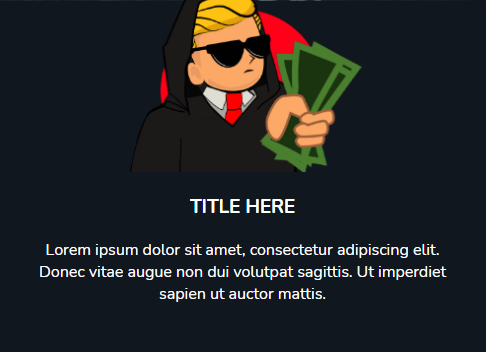 TITLE HERE
Lorem ipsum dolor sit amet, consectetur adipiscing elit.
Donec vitae augue non dui volutpat sagittis. Ut imperdiet
sapien ut auctor mattis.